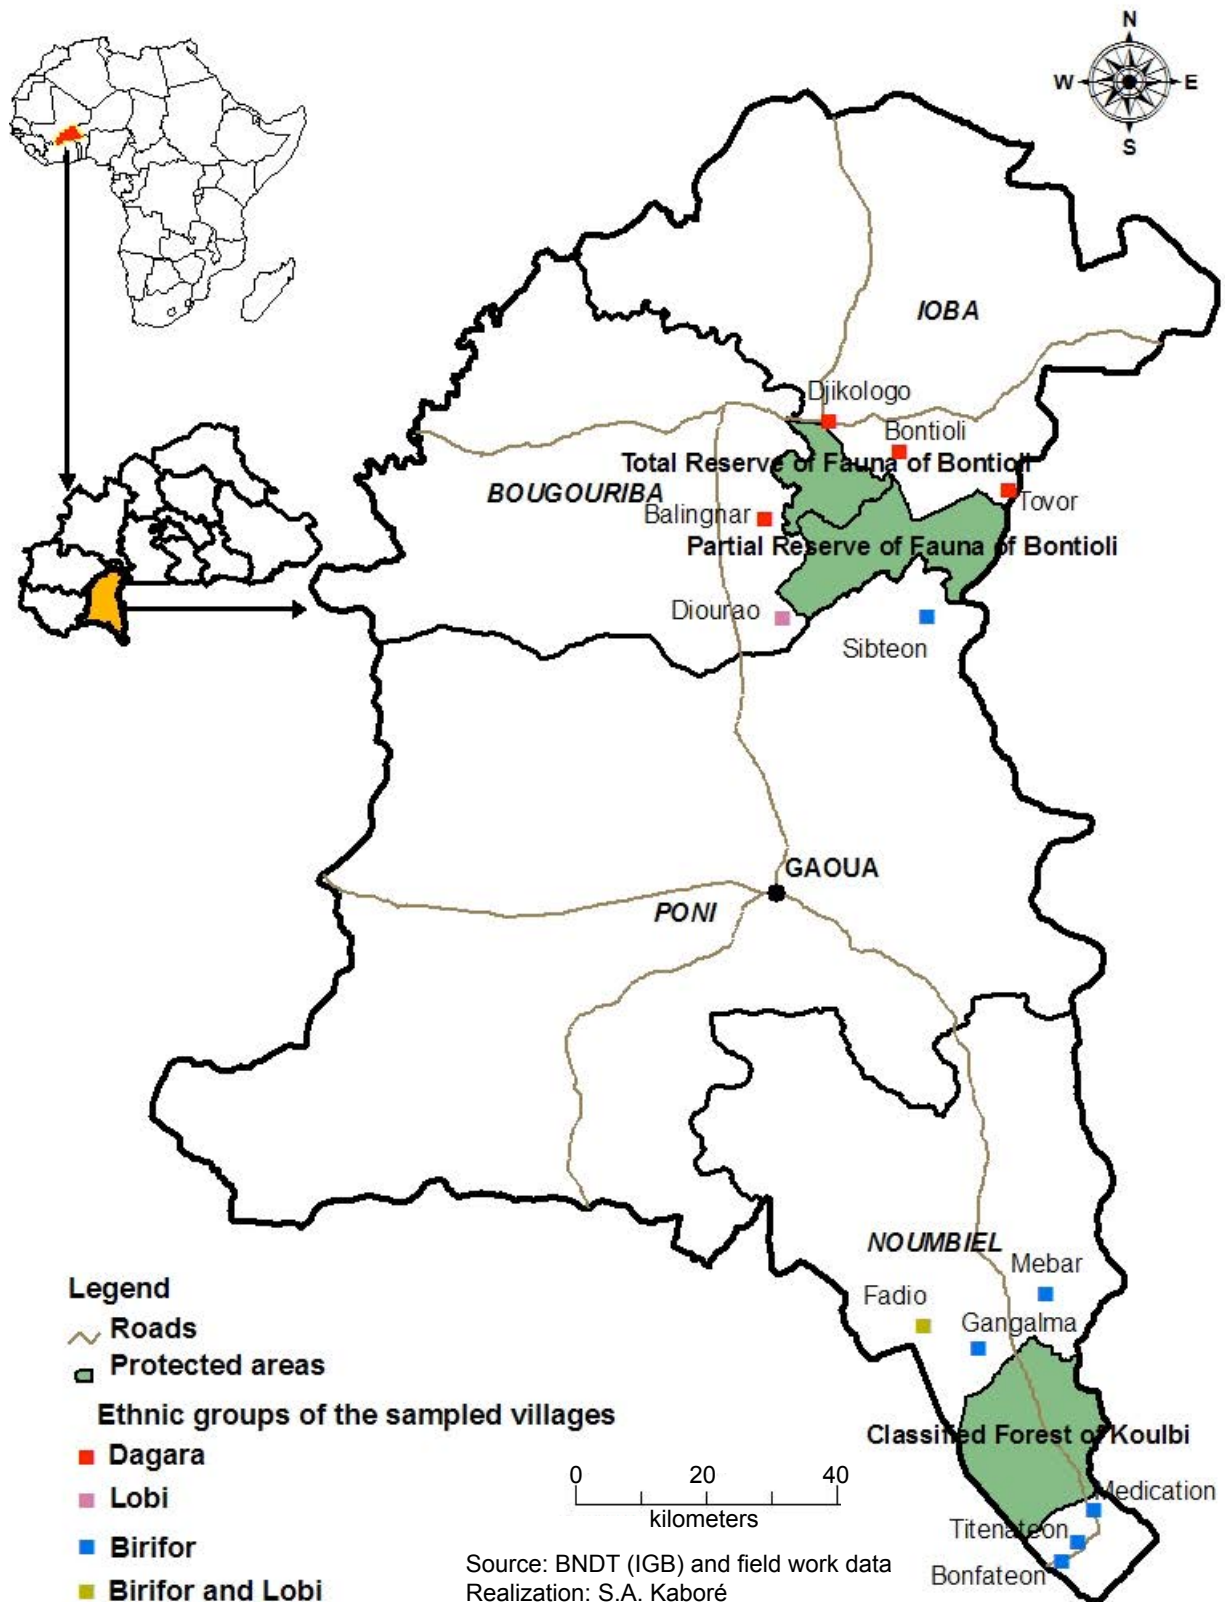 N
W E
S
IOBA
Djikologo
Bontioli
Total Reserve of Fauna of Bontioli
BOUGOURIBA
Tovor
Balingnar
Partial Reserve of Fauna of Bontioli
Diourao
Sibteon
GAOUA
PONI
NOUMBIEL
Mebar
Fadio
Gangalma
Classified Forest of Koulbi
Medication
Titenateon
Bonfateon
Legend
Roads
Protected areas
Ethnic groups of the sampled villages
Dagara
Lobi
Birifor
Birifor and Lobi
0 20 40
kilometers
Source: BNDT (IGB) and field work data
Realization: S.A. Kaboré